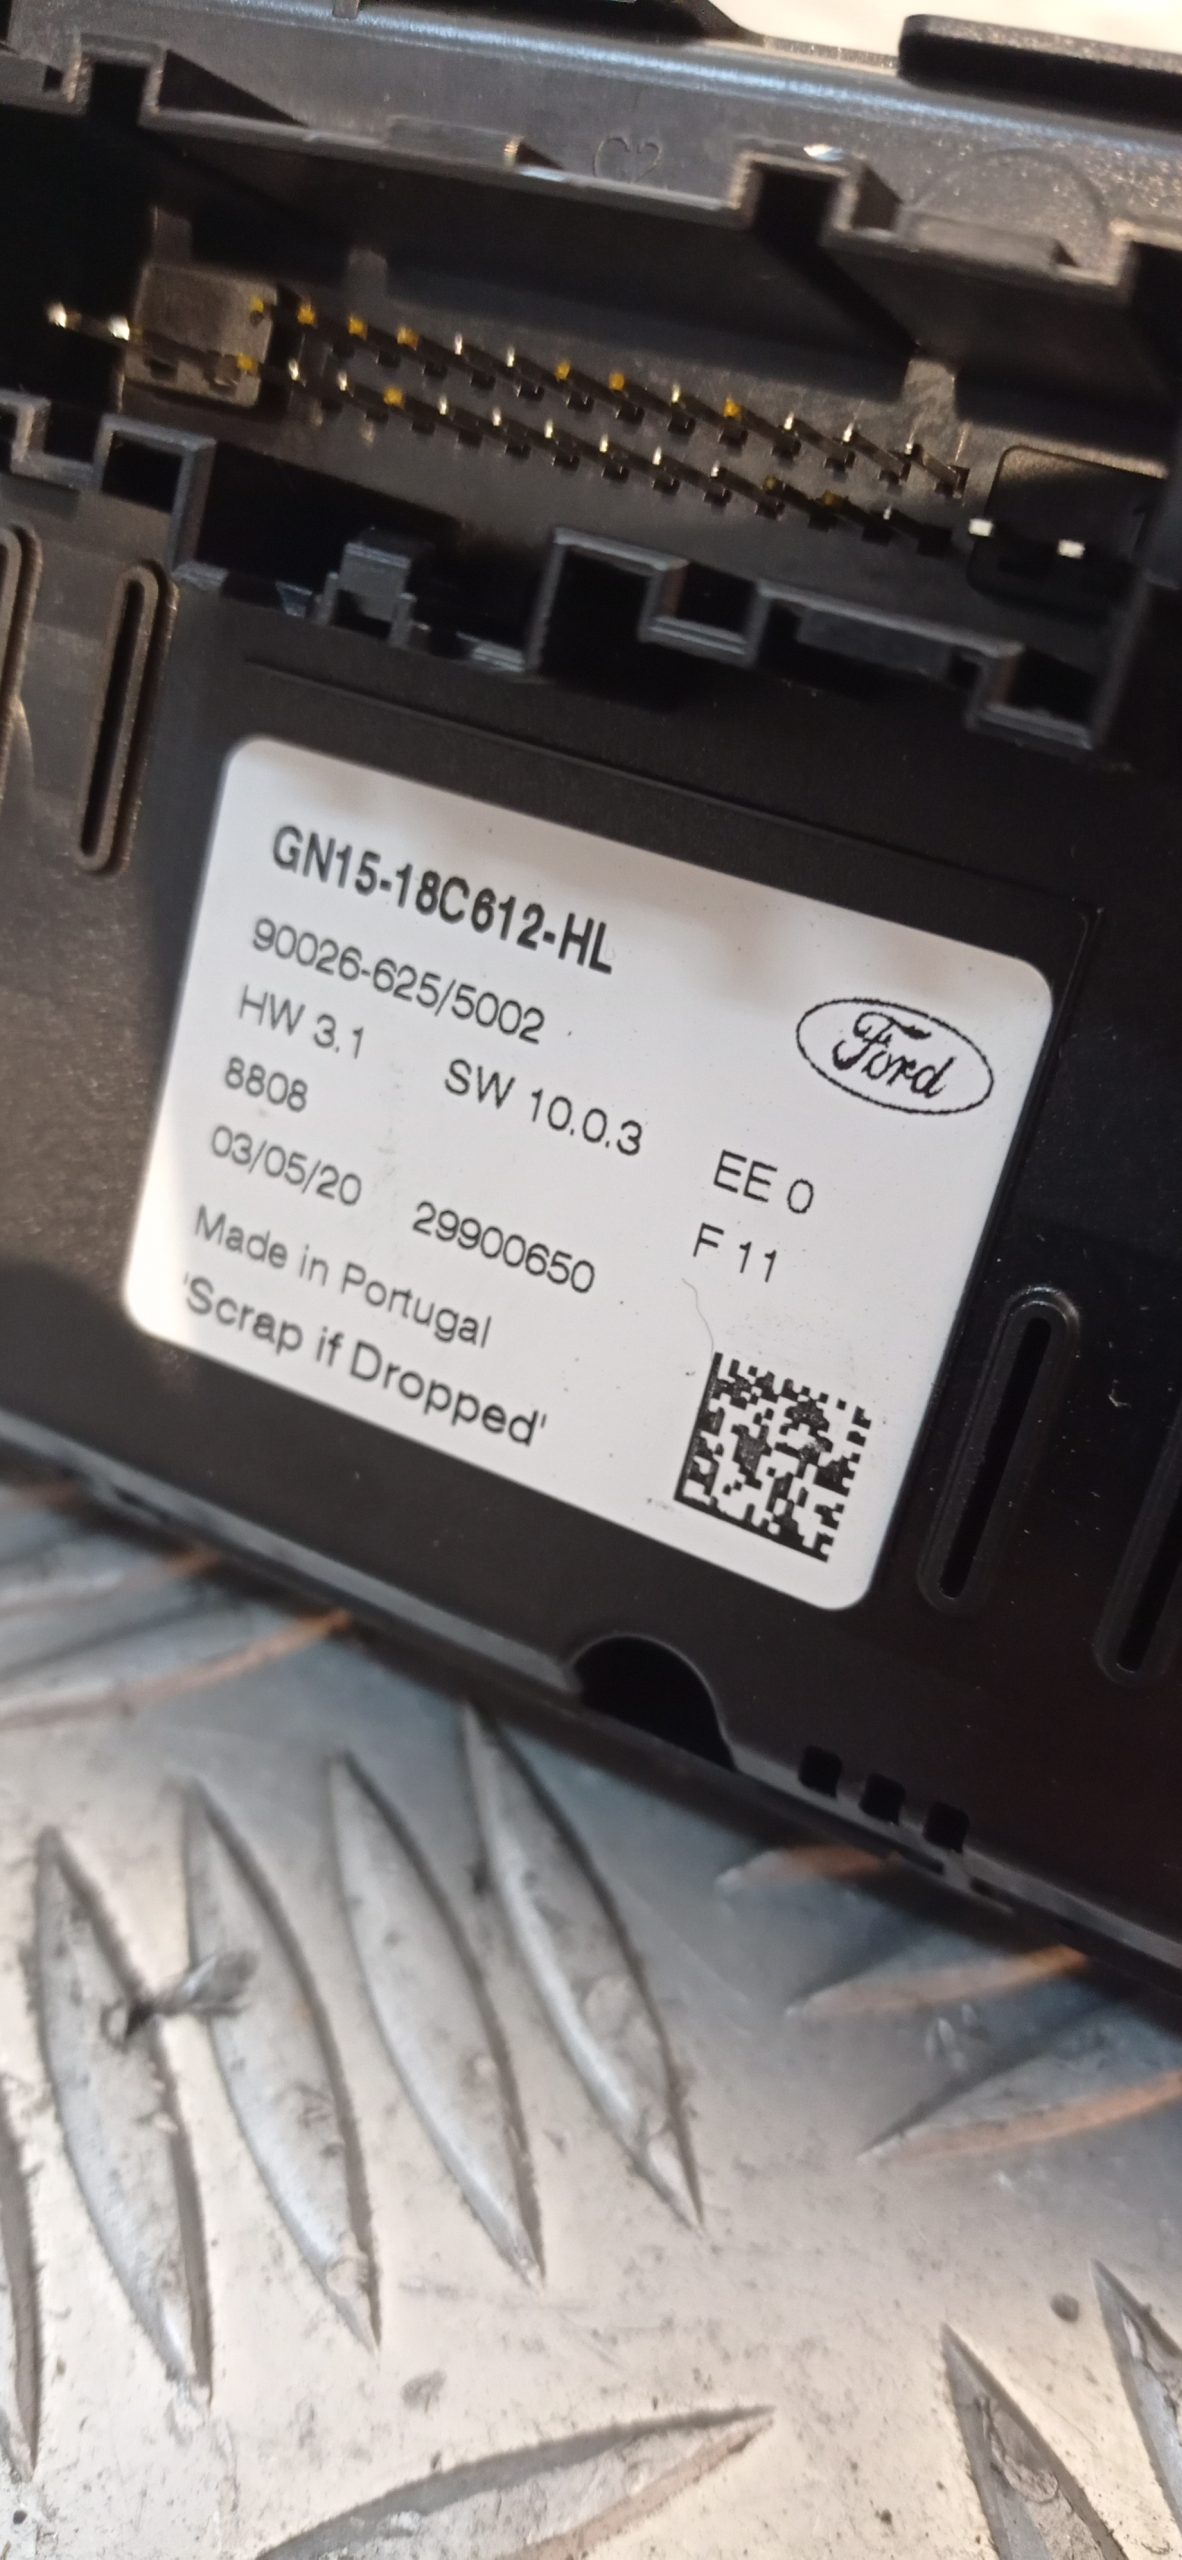 C2
GN15-18C612-HL
90026-625/5002
HW 3.1 SW 10.0.3 EE 0
8808
03/05/20 29900650 F 11
Made in Portugal
'Scrap if Dropped'
Ford